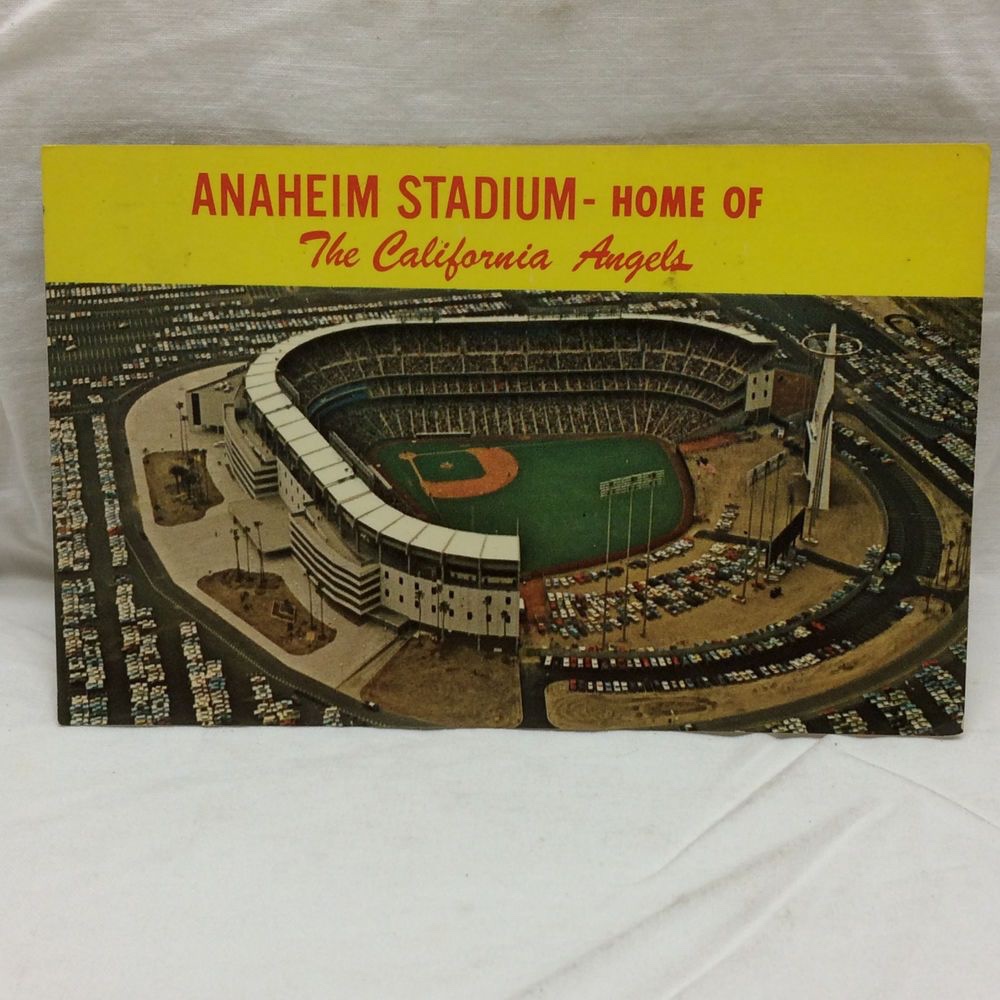 ANAHEIM STADIUM - HOME OF
The California Angels